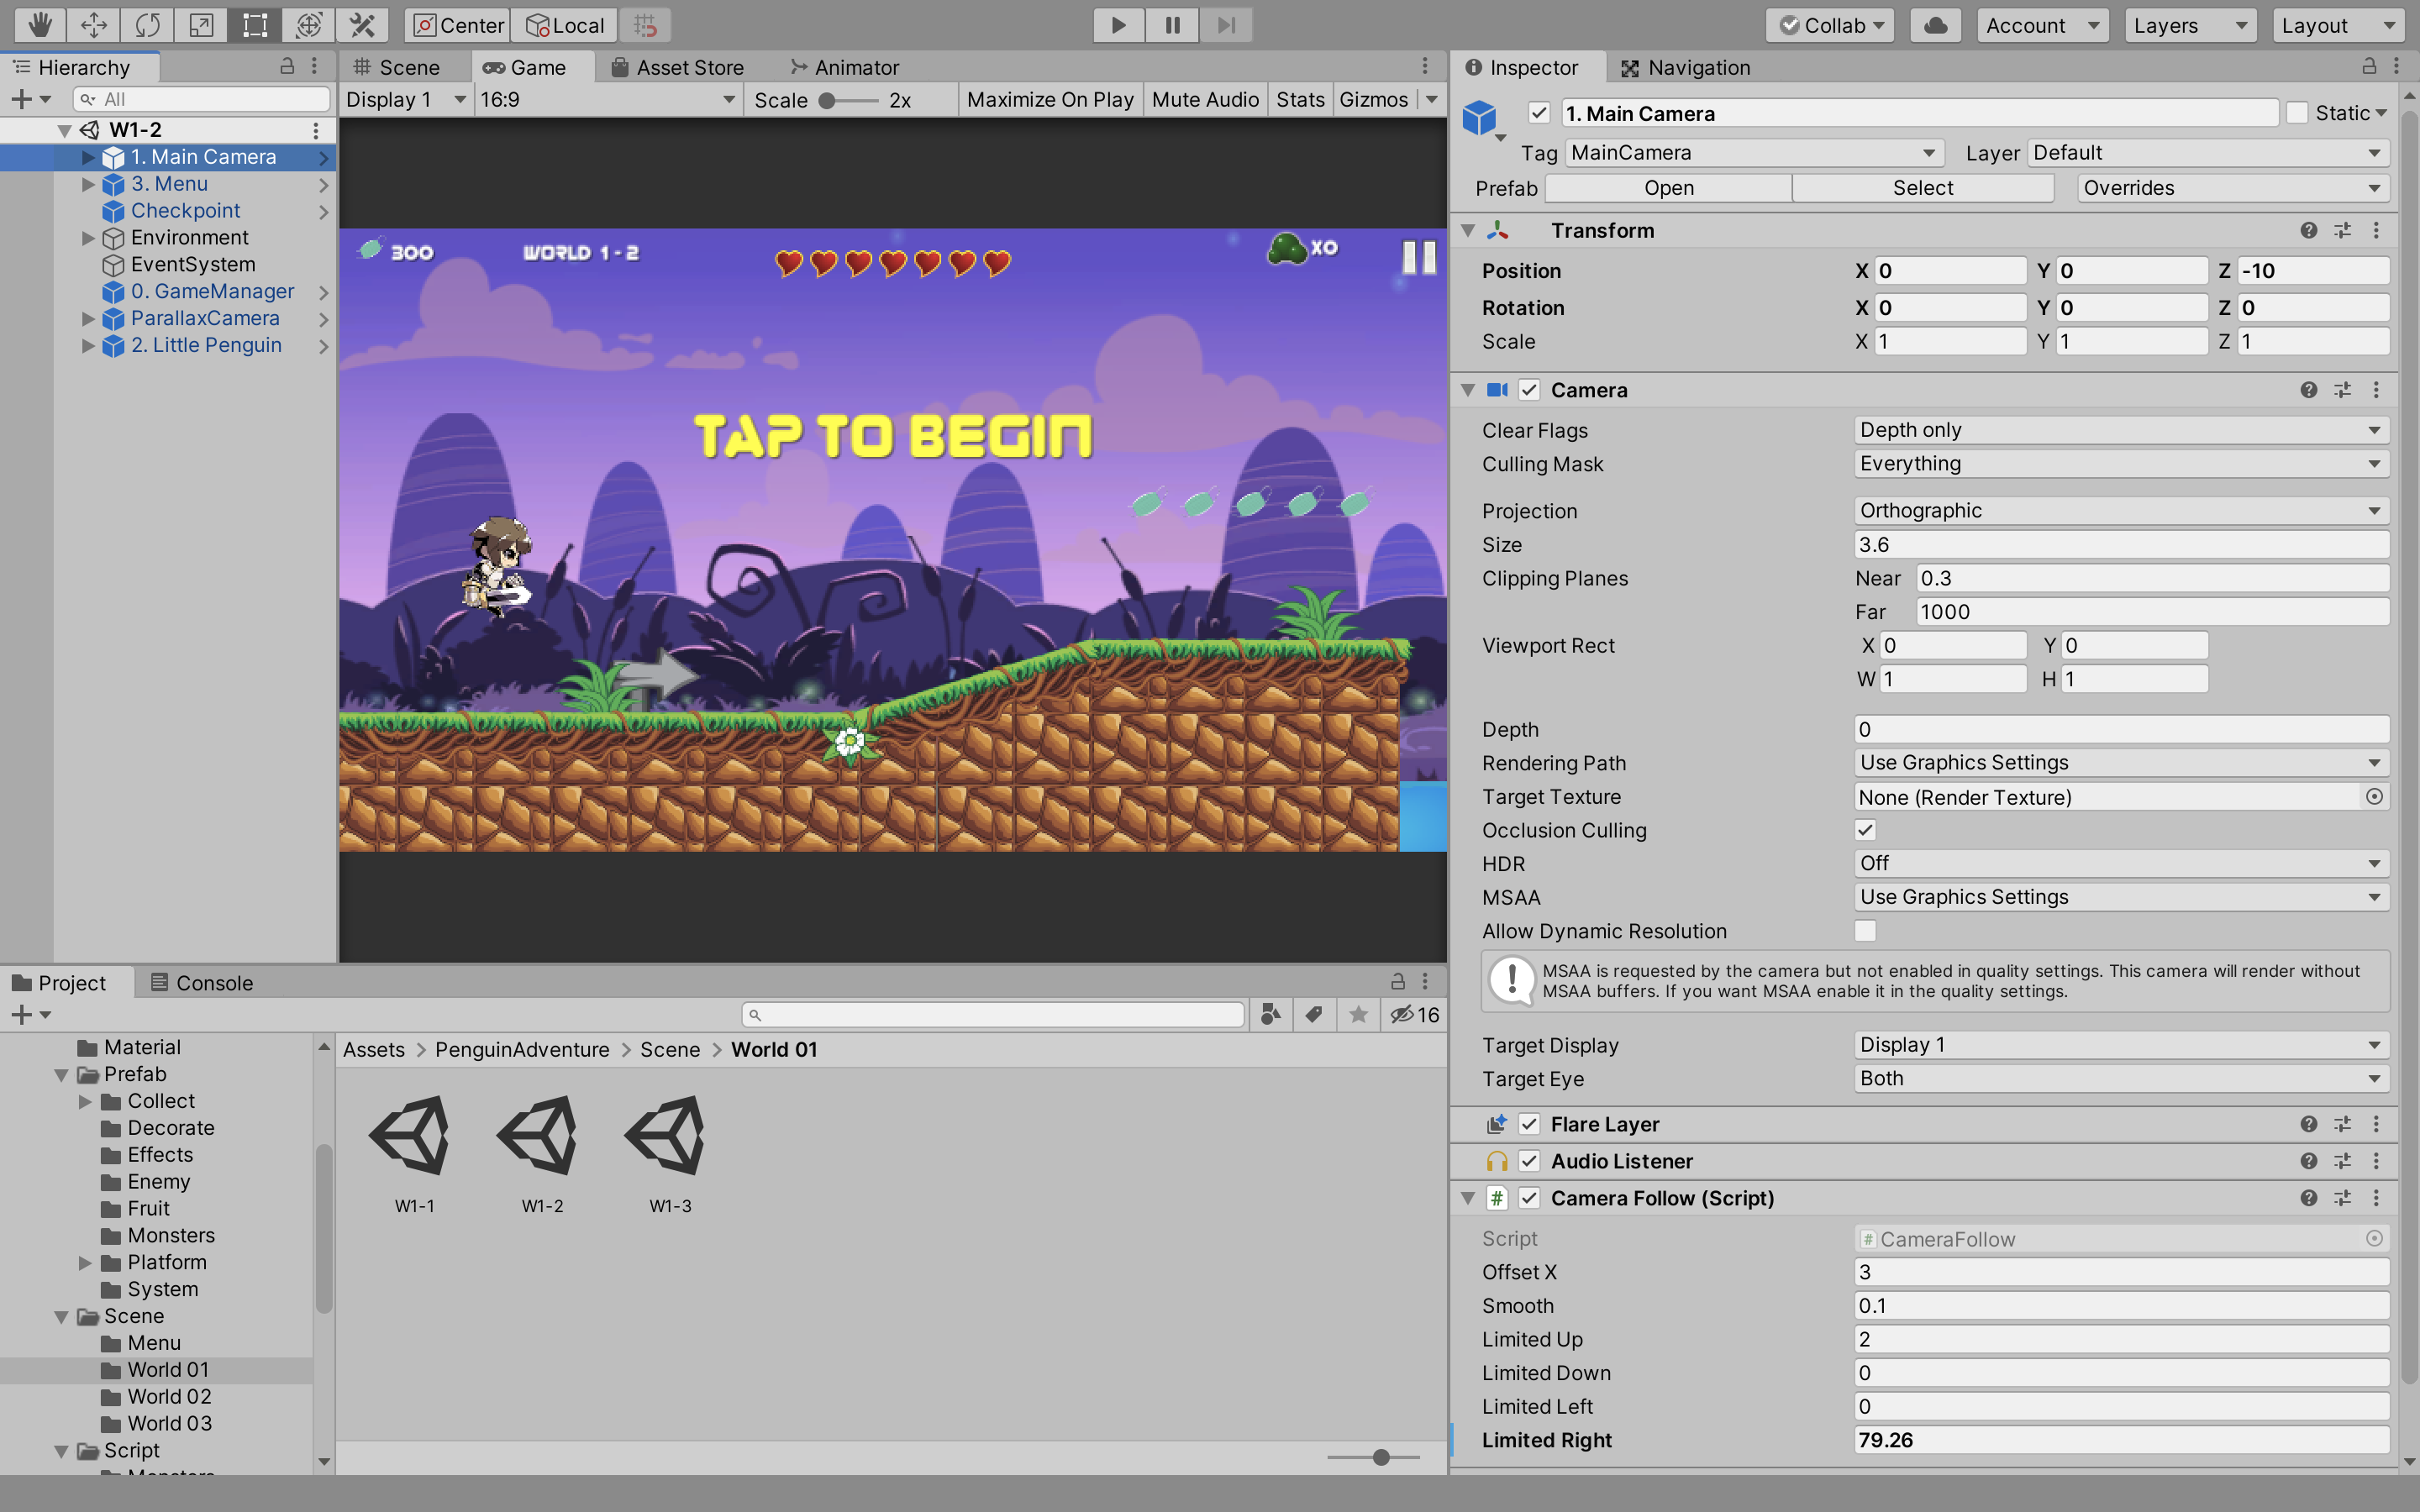 Center Local Collab Account Layers Layout
Hierarchy
All
W1-2
1. Main Camera
3. Menu
Checkpoint
Environment
EventSystem
0. GameManager
ParallaxCamera
2. Little Penguin
Scene Game Asset Store Animator
Display 1 16:9 Scale 2x Maximize On Play Mute Audio Stats Gizmos
300 WORLD 1-2 X0
TAP TO BEGIN
Project Console
16
Material
Prefab
Collect
Decorate
Effects
Enemy
Fruit
Monsters
Platform
System
Scene
Menu
World 01
World 02
World 03
Script
Monsters
Assets > PenguinAdventure > Scene > World 01
W1-1 W1-2 W1-3
Inspector Navigation
1. Main Camera Static
Tag MainCamera Layer Default
Prefab Open Select Overrides
Transform
Position X 0 Y 0 Z -10
Rotation X 0 Y 0 Z 0
Scale X 1 Y 1 Z 1
Camera
Clear Flags Depth only
Culling Mask Everything
Projection Orthographic
Size 3.6
Clipping Planes Near 0.3
Far 1000
Viewport Rect X 0 Y 0
W 1 H 1
Depth 0
Rendering Path Use Graphics Settings
Target Texture None (Render Texture)
Occlusion Culling
HDR Off
MSAA Use Graphics Settings
Allow Dynamic Resolution
MSAA is requested by the camera but not enabled in quality settings. This camera will render without
MSAA buffers. If you want MSAA enable it in the quality settings.
Target Display Display 1
Target Eye Both
Flare Layer
Audio Listener
# Camera Follow (Script)
Script # CameraFollow
Offset X 3
Smooth 0.1
Limited Up 2
Limited Down 0
Limited Left 0
Limited Right 79.26